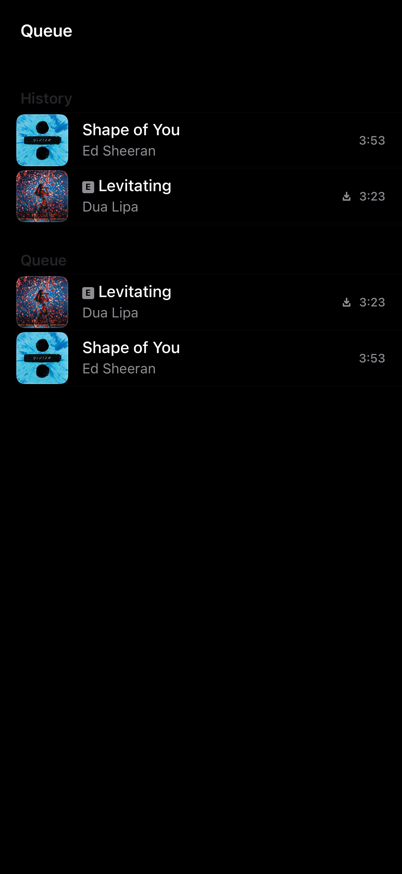 Queue
History
Shape of You
Ed Sheeran
3:53
E Levitating
Dua Lipa
3:23
Queue
E Levitating
Dua Lipa
3:23
Shape of You
Ed Sheeran
3:53